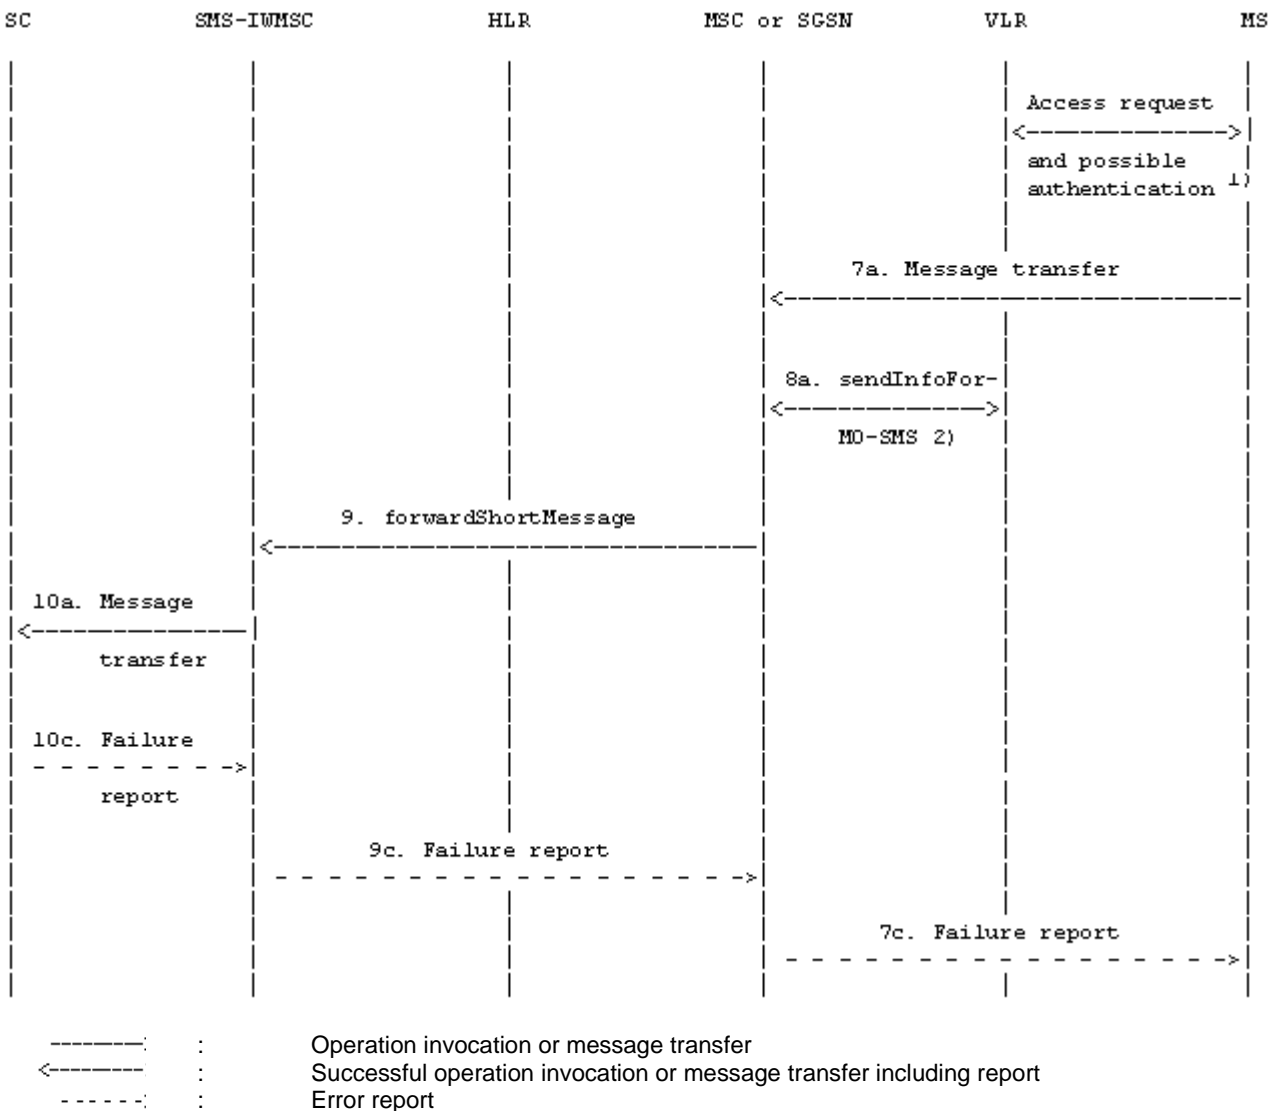 SC SMS-IWMSC HLR MSC or SGSN VLR MS
Access request
and possible
authentication 1)
7a. Message transfer
8a. sendInfoFor-
MO-SMS 2)
9. forwardShortMessage
10a. Message
transfer
10c. Failure
report
9c. Failure report
7c. Failure report
: Operation invocation or message transfer
: Successful operation invocation or message transfer including report
: Error report